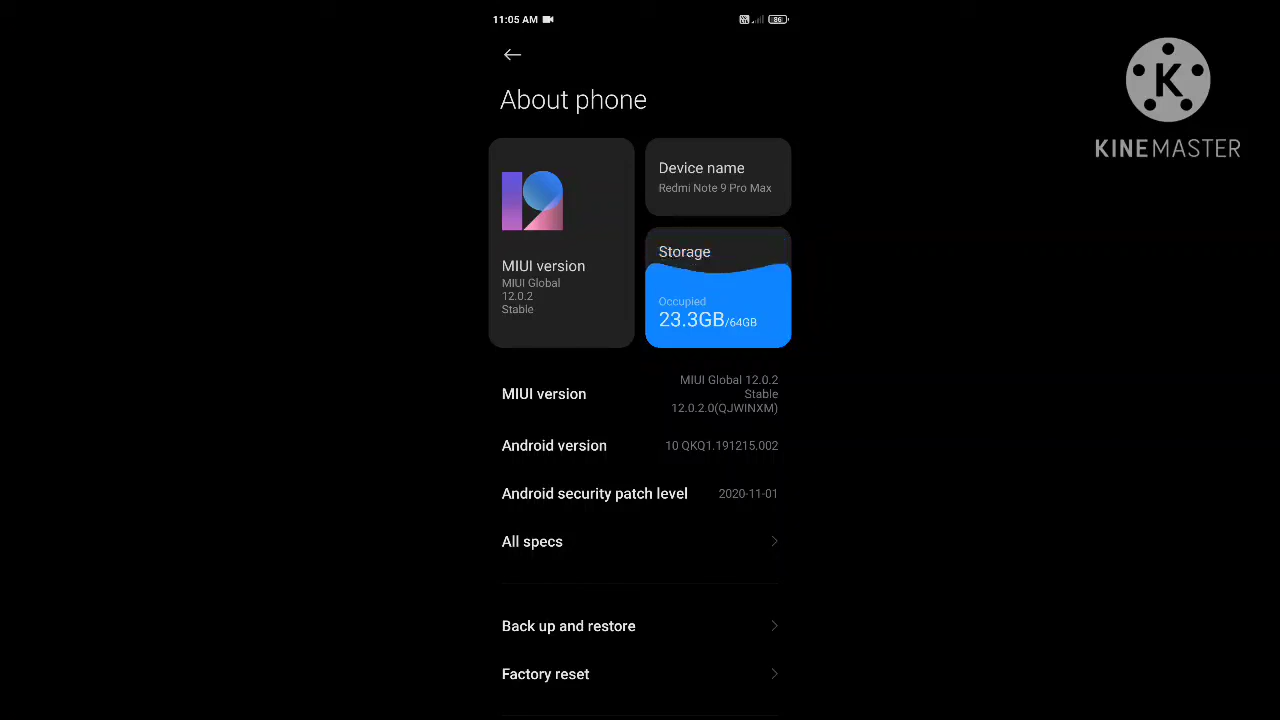 11:05 AM
86
About phone
Device name
Redmi Note 9 Pro Max
MIUI version
MIUI Global
12.0.2
Stable
Storage
Occupied
23.3GB/64GB
MIUI version
MIUI Global 12.0.2
Stable
12.0.2.0(QJWINXM)
Android version
10 QKQ1.191215.002
Android security patch level
2020-11-01
All specs
Back up and restore
Factory reset
K
KINEMASTER